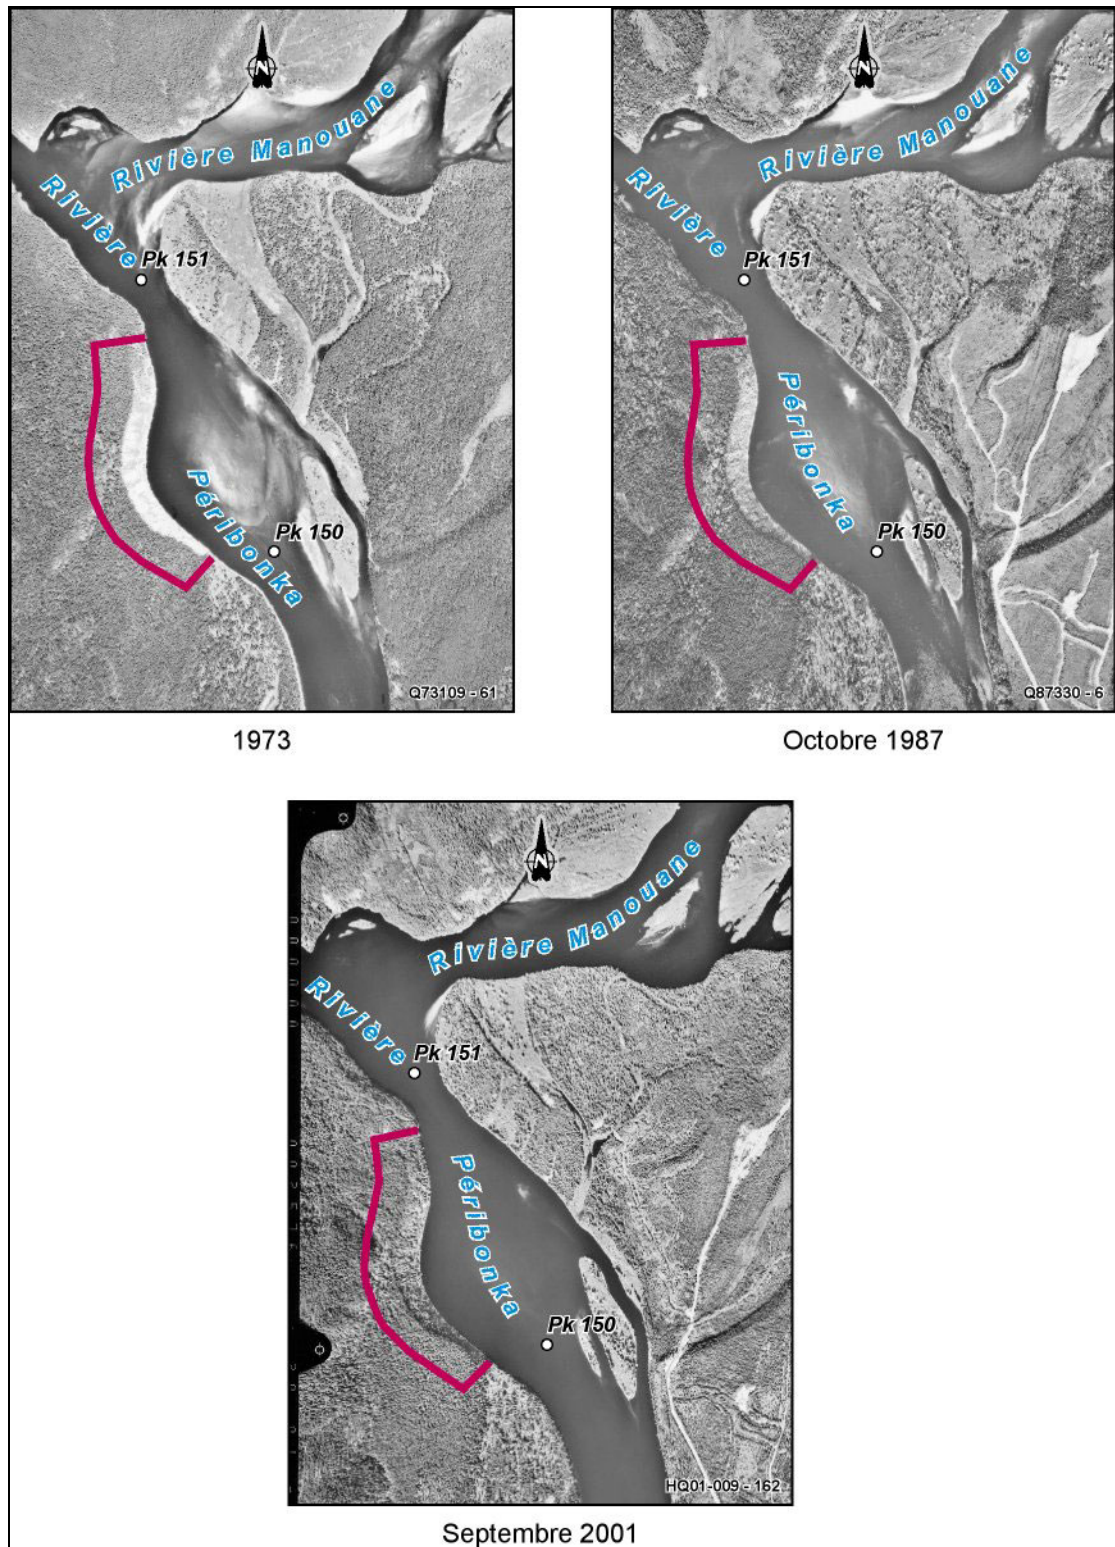 N
Rivière Manouane
Rivière
Pk 151
Péribonka
Pk 150
Q73109 - 61
1973
N
Rivière Manouane
Rivière
Pk 151
Péribonka
Pk 150
Q87330 - 6
Octobre 1987
N
Rivière Manouane
Rivière
Pk 151
Péribonka
Pk 150
HQ01-009 - 162
Septembre 2001